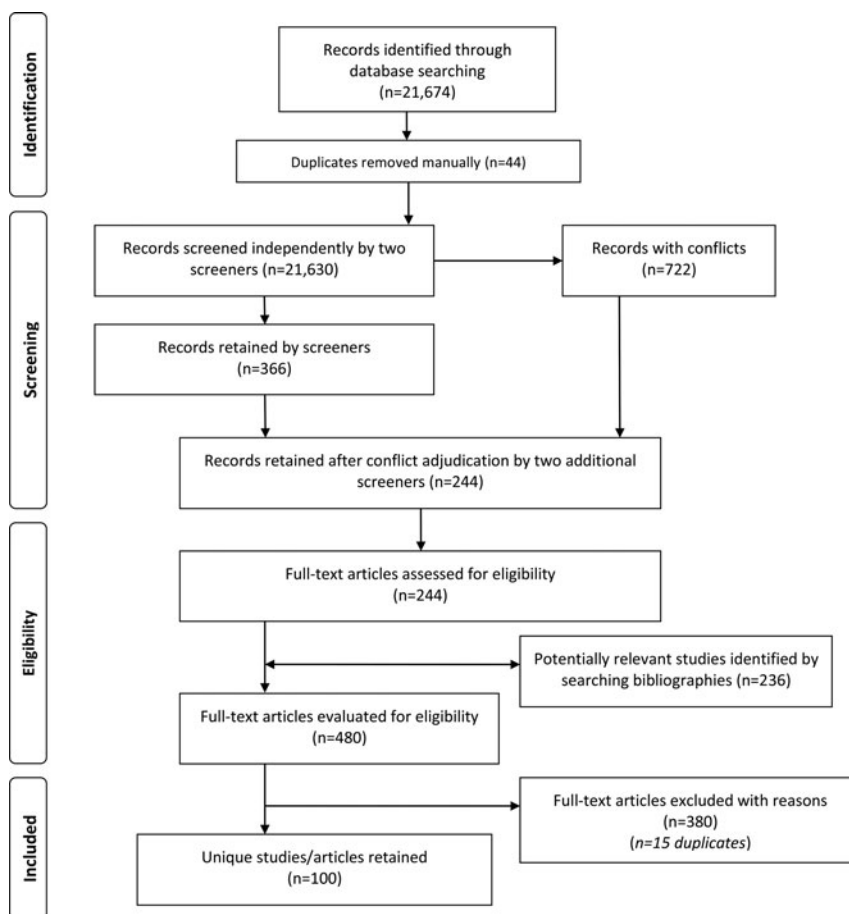 Identification
Records identified through
database searching
(n=21,674)
Duplicates removed manually (n=44)
Screening
Records screened independently by two
screeners (n=21,630)
Records with conflicts
(n=722)
Records retained by screeners
(n=366)
Records retained after conflict adjudication by two additional
screeners (n=244)
Eligibility
Full-text articles assessed for eligibility
(n=244)
Potentially relevant studies identified by
searching bibliographies (n=236)
Full-text articles evaluated for eligibility
(n=480)
Included
Full-text articles excluded with reasons
(n=380)
(n=15 duplicates)
Unique studies/articles retained
(n=100)